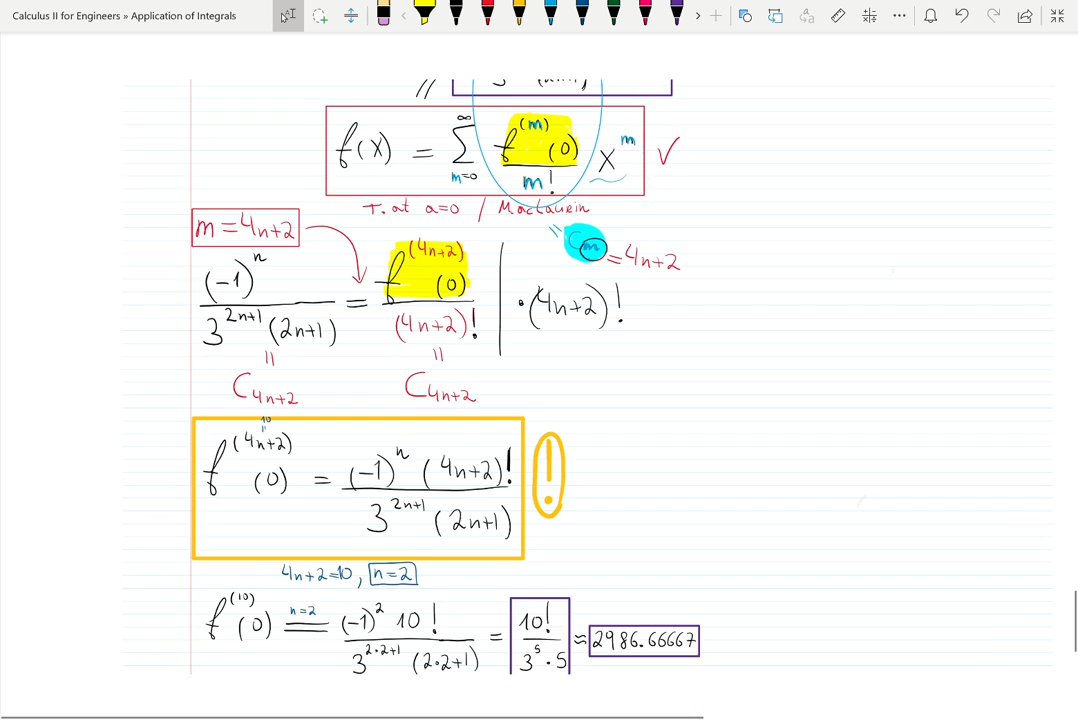 Calculus II for Engineers » Application of Integrals
f(x) = ∑_{m=0}^{∞} f^{(m)}(0)/m! x^m ✓
T. at a=0 / Maclaurin
m = 4n+2
" C_m = 4n+2
(-1)^n / 3^{2n+1}(2n+1) = f^{(4n+2)}(0) / (4n+2)! | · (4n+2)!
" "
C_{4n+2} C_{4n+2}
10
"
f^{(4n+2)}(0) = (-1)^n (4n+2)! / 3^{2n+1}(2n+1) !
4n+2=10, n=2
f^{(10)}(0) =^{n=2} (-1)^2 10! / 3^{2·2+1}(2·2+1) = 10! / 3^5·5 ≈ 2986.66667